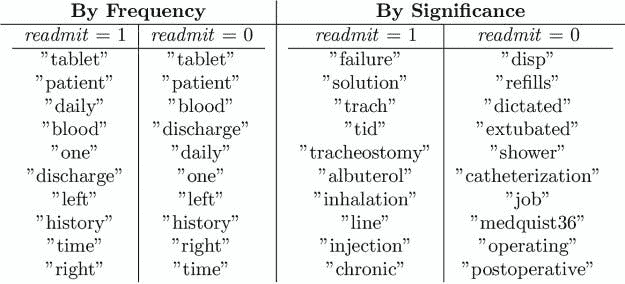 By Frequency By Significance
readmit = 1 readmit = 0 readmit = 1 readmit = 0
"tablet" "tablet" "failure" "disp"
"patient" "patient" "solution" "refills"
"daily" "blood" "trach" "dictated"
"blood" "discharge" "tid" "extubated"
"one" "daily" "tracheostomy" "shower"
"discharge" "one" "albuterol" "catheterization"
"left" "left" "inhalation" "job"
"history" "history" "line" "medquist36"
"time" "right" "injection" "operating"
"right" "time" "chronic" "postoperative"